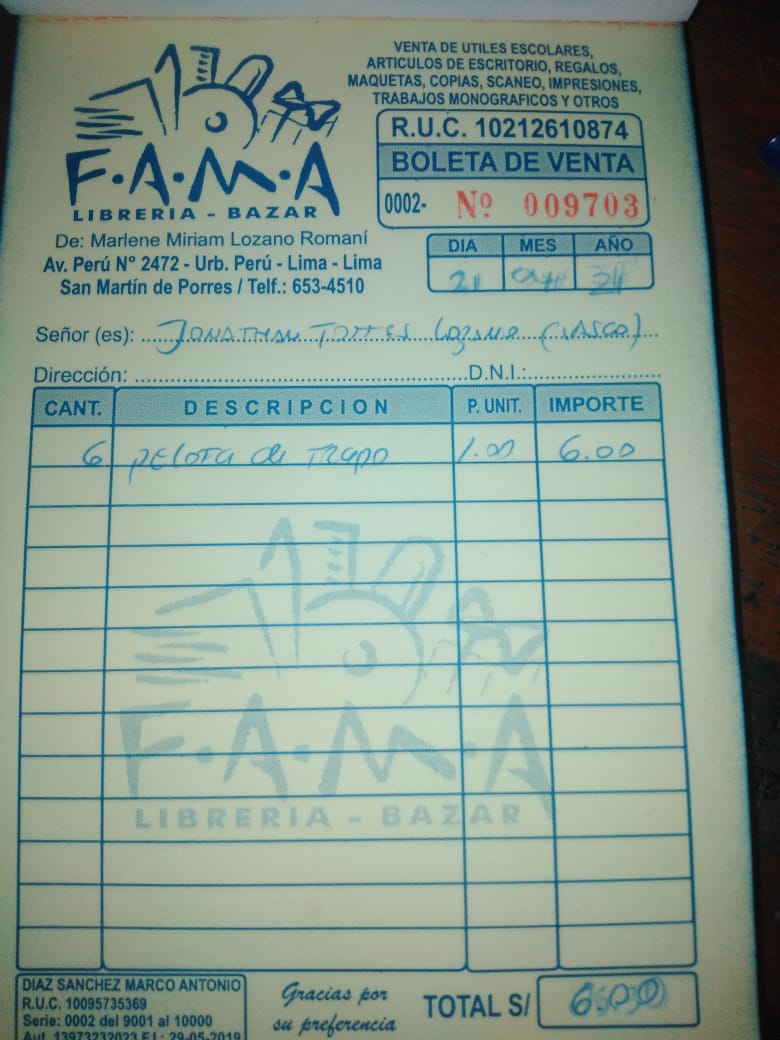 VENTA DE UTILES ESCOLARES,
ARTICULOS DE ESCRITORIO, REGALOS,
MAQUETAS, COPIAS, SCANEO, IMPRESIONES,
TRABAJOS MONOGRAFICOS Y OTROS
F·A·M·A
LIBRERIA - BAZAR
De: Marlene Miriam Lozano Romaní
Av. Perú N° 2472 - Urb. Perú - Lima - Lima
San Martín de Porres / Telf.: 653-4510
R.U.C. 10212610874
BOLETA DE VENTA
0002- Nº 009703
DIA MES AÑO
21
Señor (es): Jonathan Torres Lozano (Vasco)
Dirección: D.N.I.:
CANT. DESCRIPCION P. UNIT. IMPORTE
6 pelota de trapo 1.00 6.00
F·A·M·A
LIBRERIA - BAZAR
DIAZ SANCHEZ MARCO ANTONIO
R.U.C. 10095735369
Serie: 0002 del 9001 al 10000
Aut. 13973232023 F.I.: 29-05-2019
Gracias por
su preferencia
TOTAL S/ 6.00